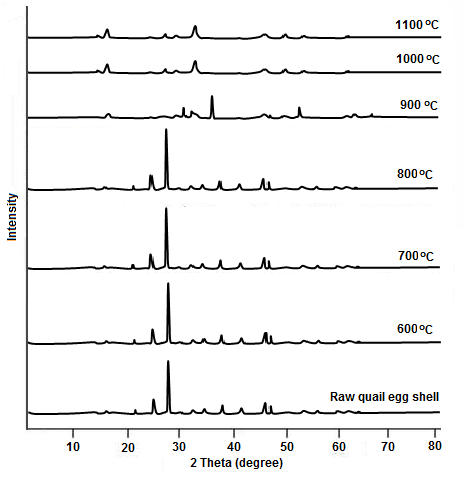 1100 ºC
1000 ºC
900 ºC
800ºC
700ºC
600ºC
Raw quail egg shell
Intensity
10 20 30 40 50 60 70 80
2 Theta (degree)